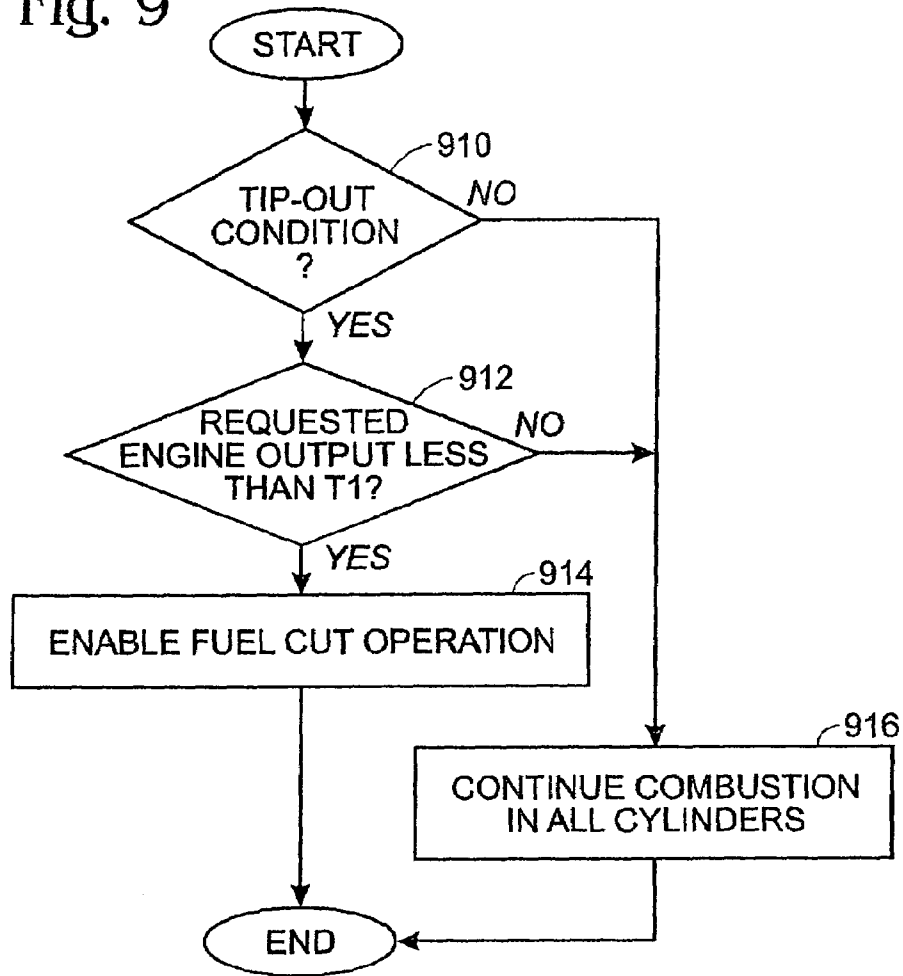 Fig. 9
START
910
TIP-OUT
CONDITION
?
NO
YES
912
REQUESTED
ENGINE OUTPUT LESS
THAN T1?
NO
YES
914
ENABLE FUEL CUT OPERATION
916
CONTINUE COMBUSTION
IN ALL CYLINDERS
END